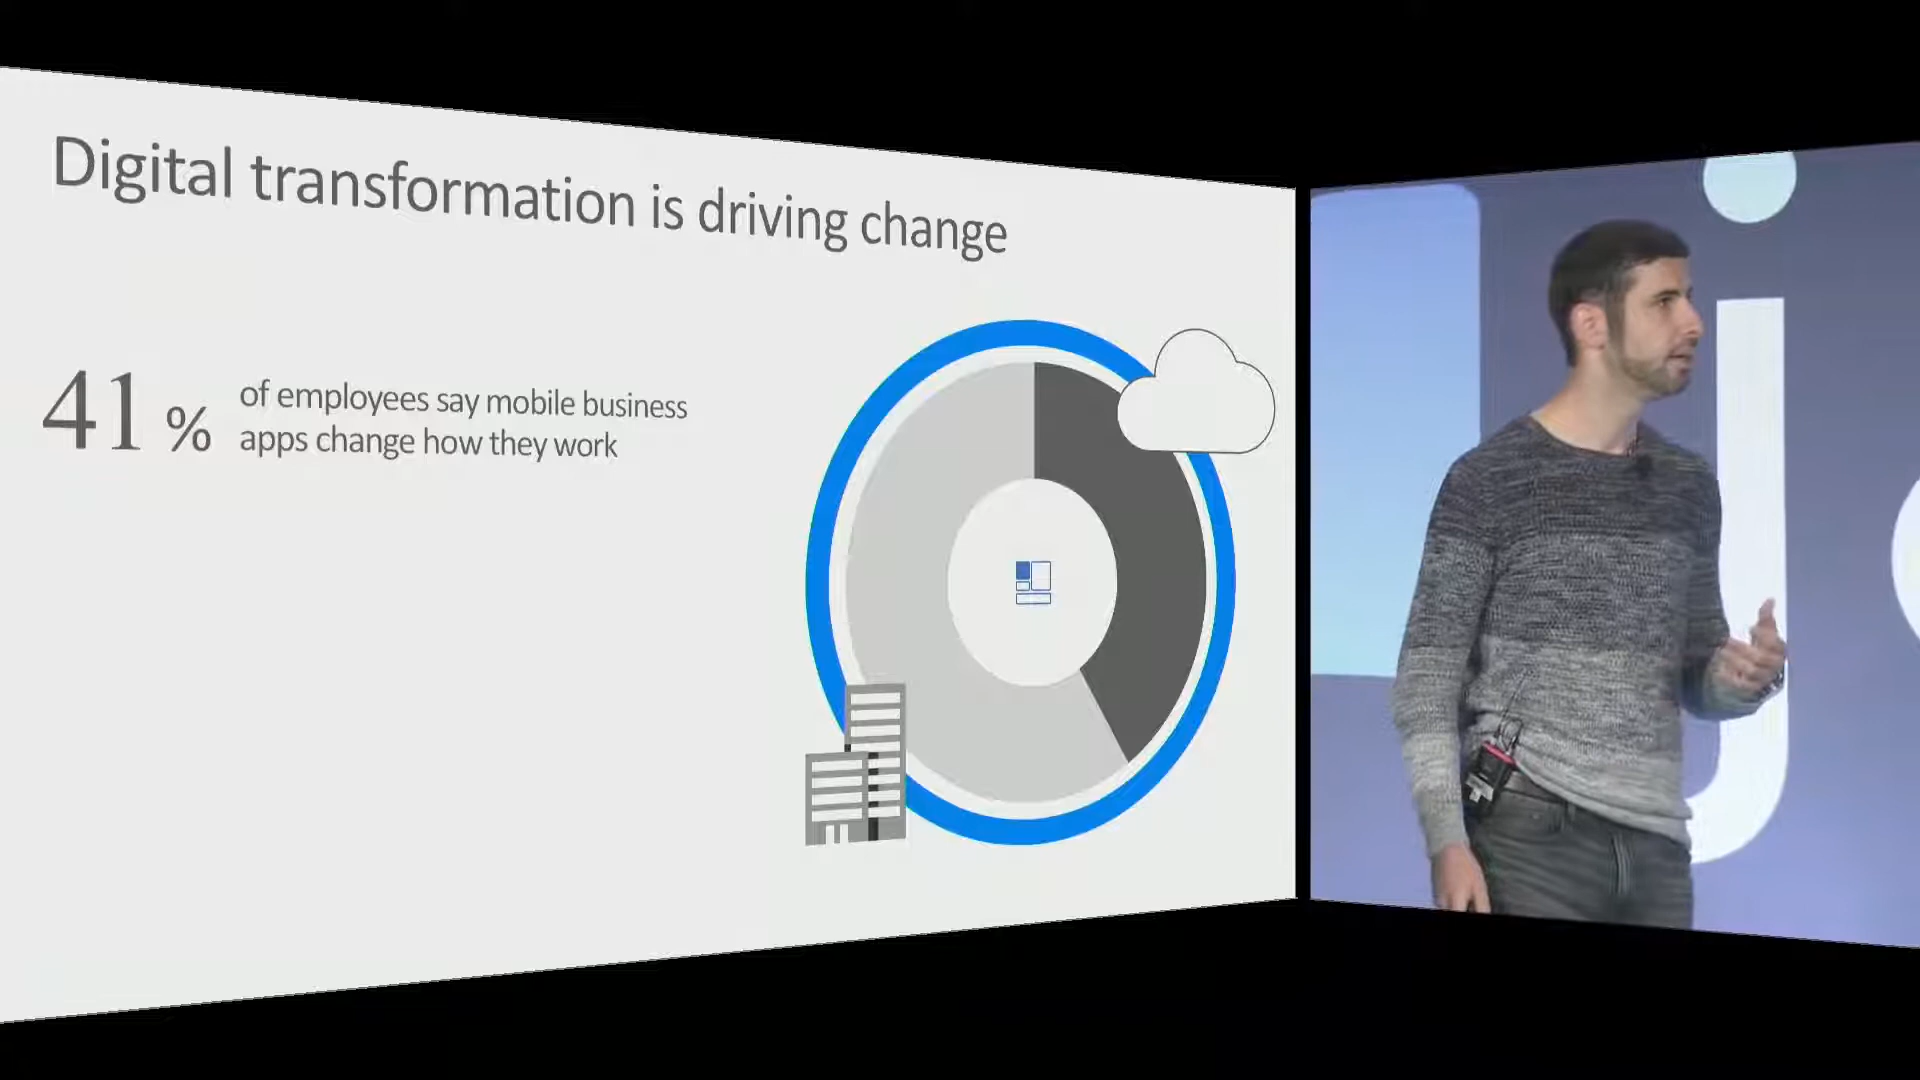 Digital transformation is driving change
41 %
of employees say mobile business
apps change how they work